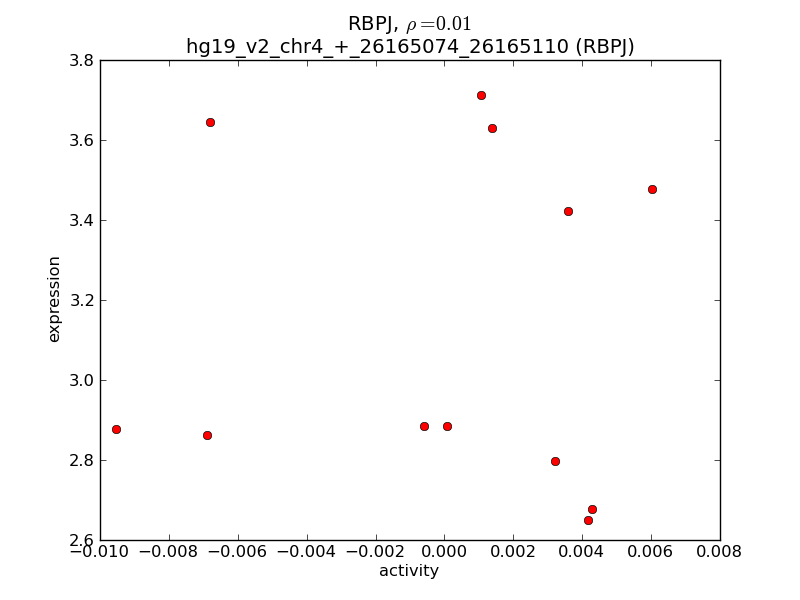 RBPJ, ρ=0.01
hg19_v2_chr4_+_26165074_26165110 (RBPJ)
3.8
3.6
3.4
3.2
3.0
2.8
2.6
expression
−0.010 −0.008 −0.006 −0.004 −0.002 0.000 0.002 0.004 0.006 0.008
activity